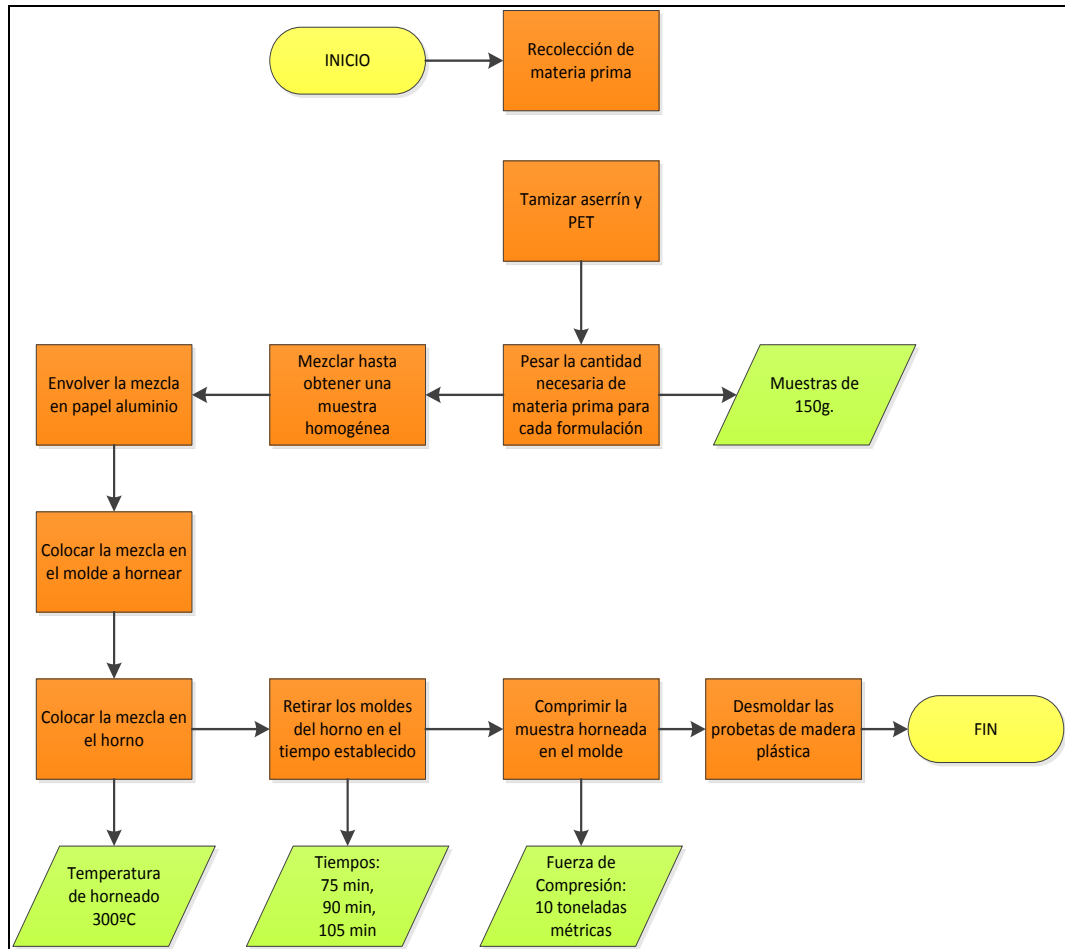 INICIO
Recolección de
materia prima
Tamizar aserrín y
PET
Envolver la mezcla
en papel aluminio
Mezclar hasta
obtener una
muestra
homogénea
Pesar la cantidad
necesaria de
materia prima para
cada formulación
Muestras de
150g.
Colocar la mezcla en
el molde a hornear
Colocar la mezcla en
el horno
Retirar los moldes
del horno en el
tiempo establecido
Comprimir la
muestra horneada
en el molde
Desmoldar las
probetas de madera
plástica
FIN
Temperatura
de horneado
300ºC
Tiempos:
75 min,
90 min,
105 min
Fuerza de
Compresión:
10 toneladas
métricas